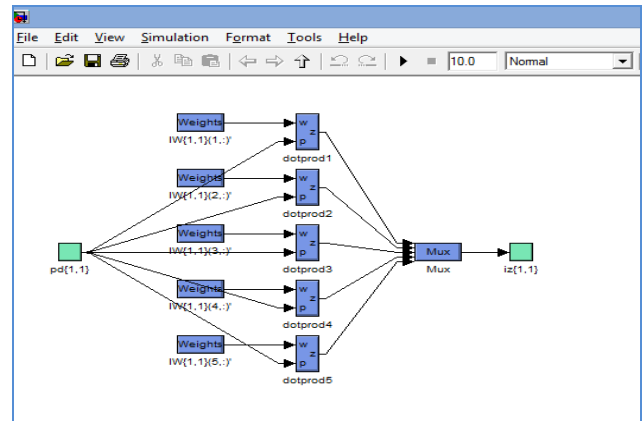 File Edit View Simulation Format Tools Help
10.0 Normal
Weights
IW{1,1}(1,:)'
w
p
z
dotprod1
Weights
IW{1,1}(2,:)'
w
p
z
dotprod2
Weights
IW{1,1}(3,:)'
w
p
z
dotprod3
pd{1,1}
Mux
Mux
iz{1,1}
Weights
IW{1,1}(4,:)'
w
p
z
dotprod4
Weights
IW{1,1}(5,:)'
w
p
z
dotprod5